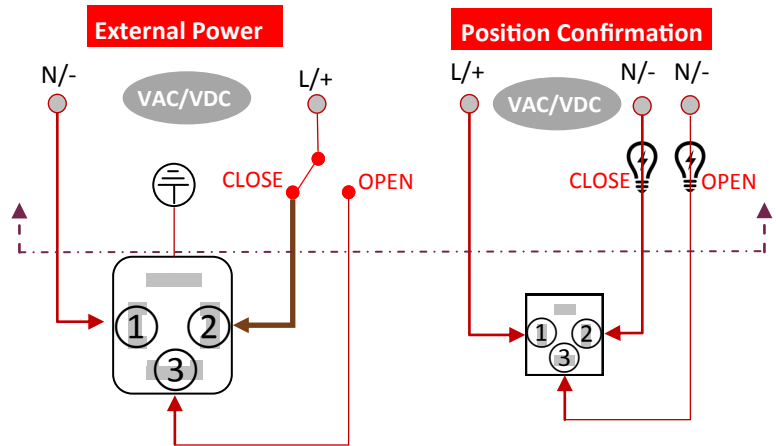 External Power
Position Confirmation
N/-
VAC/VDC
L/+
L/+
VAC/VDC
N/-
N/-
CLOSE
OPEN
CLOSE
OPEN
1
2
3
1
2
3